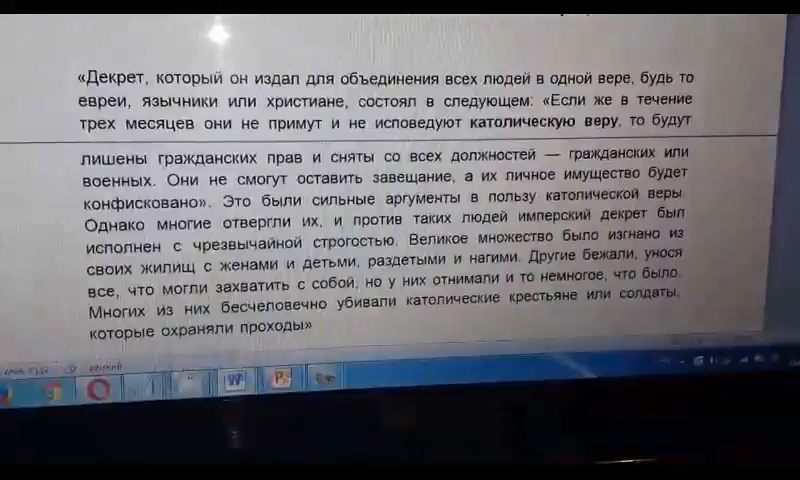 «Декрет, который он издал для объединения всех людей в одной вере, будь то
евреи, язычники или христиане, состоял в следующем: «Если же в течение
трех месяцев они не примут и не исповедуют католическую веру, то будут
лишены гражданских прав и сняты со всех должностей — гражданских или
военных. Они не смогут оставить завещание, а их личное имущество будет
конфисковано». Это были сильные аргументы в пользу католической веры.
Однако многие отвергли их, и против таких людей имперский декрет был
исполнен с чрезвычайной строгостью. Великое множество было изгнано из
своих жилищ с женами и детьми, раздетыми и нагими. Другие бежали, унося
все, что могли захватить с собой, но у них отнимали и то немногое, что было.
Многих из них бесчеловечно убивали католические крестьяне или солдаты,
которые охраняли проходы»
русский